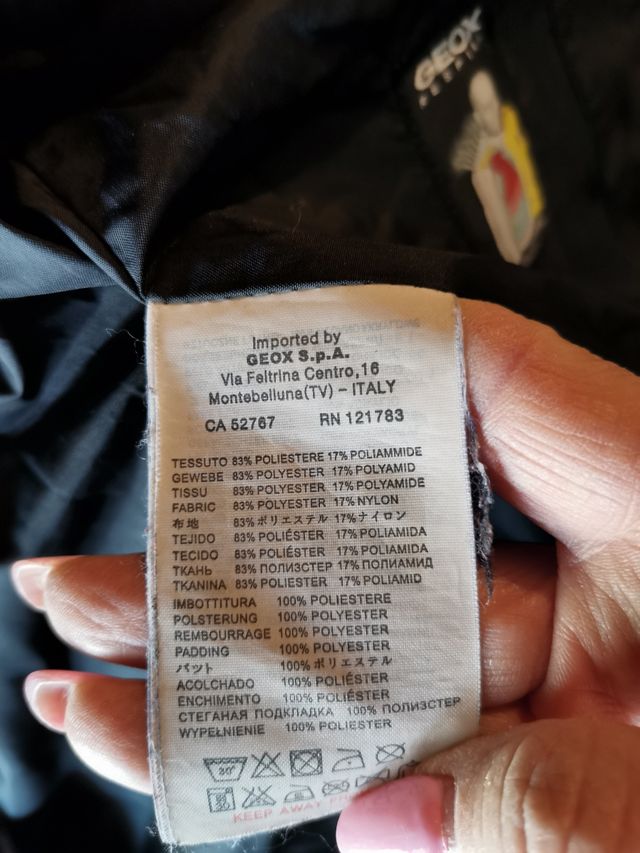 GEOX
RESPIRA
Imported by
GEOX S.p.A.
Via Feltrina Centro,16
Montebelluna(TV) – ITALY
CA 52767 RN 121783
TESSUTO 83% POLIESTERE 17% POLIAMMIDE
GEWEBE 83% POLYESTER 17% POLYAMID
TISSU 83% POLYESTER 17% POLYAMIDE
FABRIC 83% POLYESTER 17% NYLON
布地 83% ポリエステル 17% ナイロン
TEJIDO 83% POLIÉSTER 17% POLIAMIDA
TECIDO 83% POLIÉSTER 17% POLIAMIDA
ТКАНЬ 83% ПОЛИЭСТЕР 17% ПОЛИАМИД
TKANINA 83% POLIESTER 17% POLIAMID
IMBOTTITURA 100% POLIESTERE
POLSTERUNG 100% POLYESTER
REMBOURRAGE 100% POLYESTER
PADDING 100% POLYESTER
パット 100% ポリエステル
ACOLCHADO 100% POLIÉSTER
ENCHIMENTO 100% POLIÉSTER
СТЕГАНАЯ ПОДКЛАДКА 100% ПОЛИЭСТЕР
WYPEŁNIENIE 100% POLIESTER
30°
KEEP AWAY